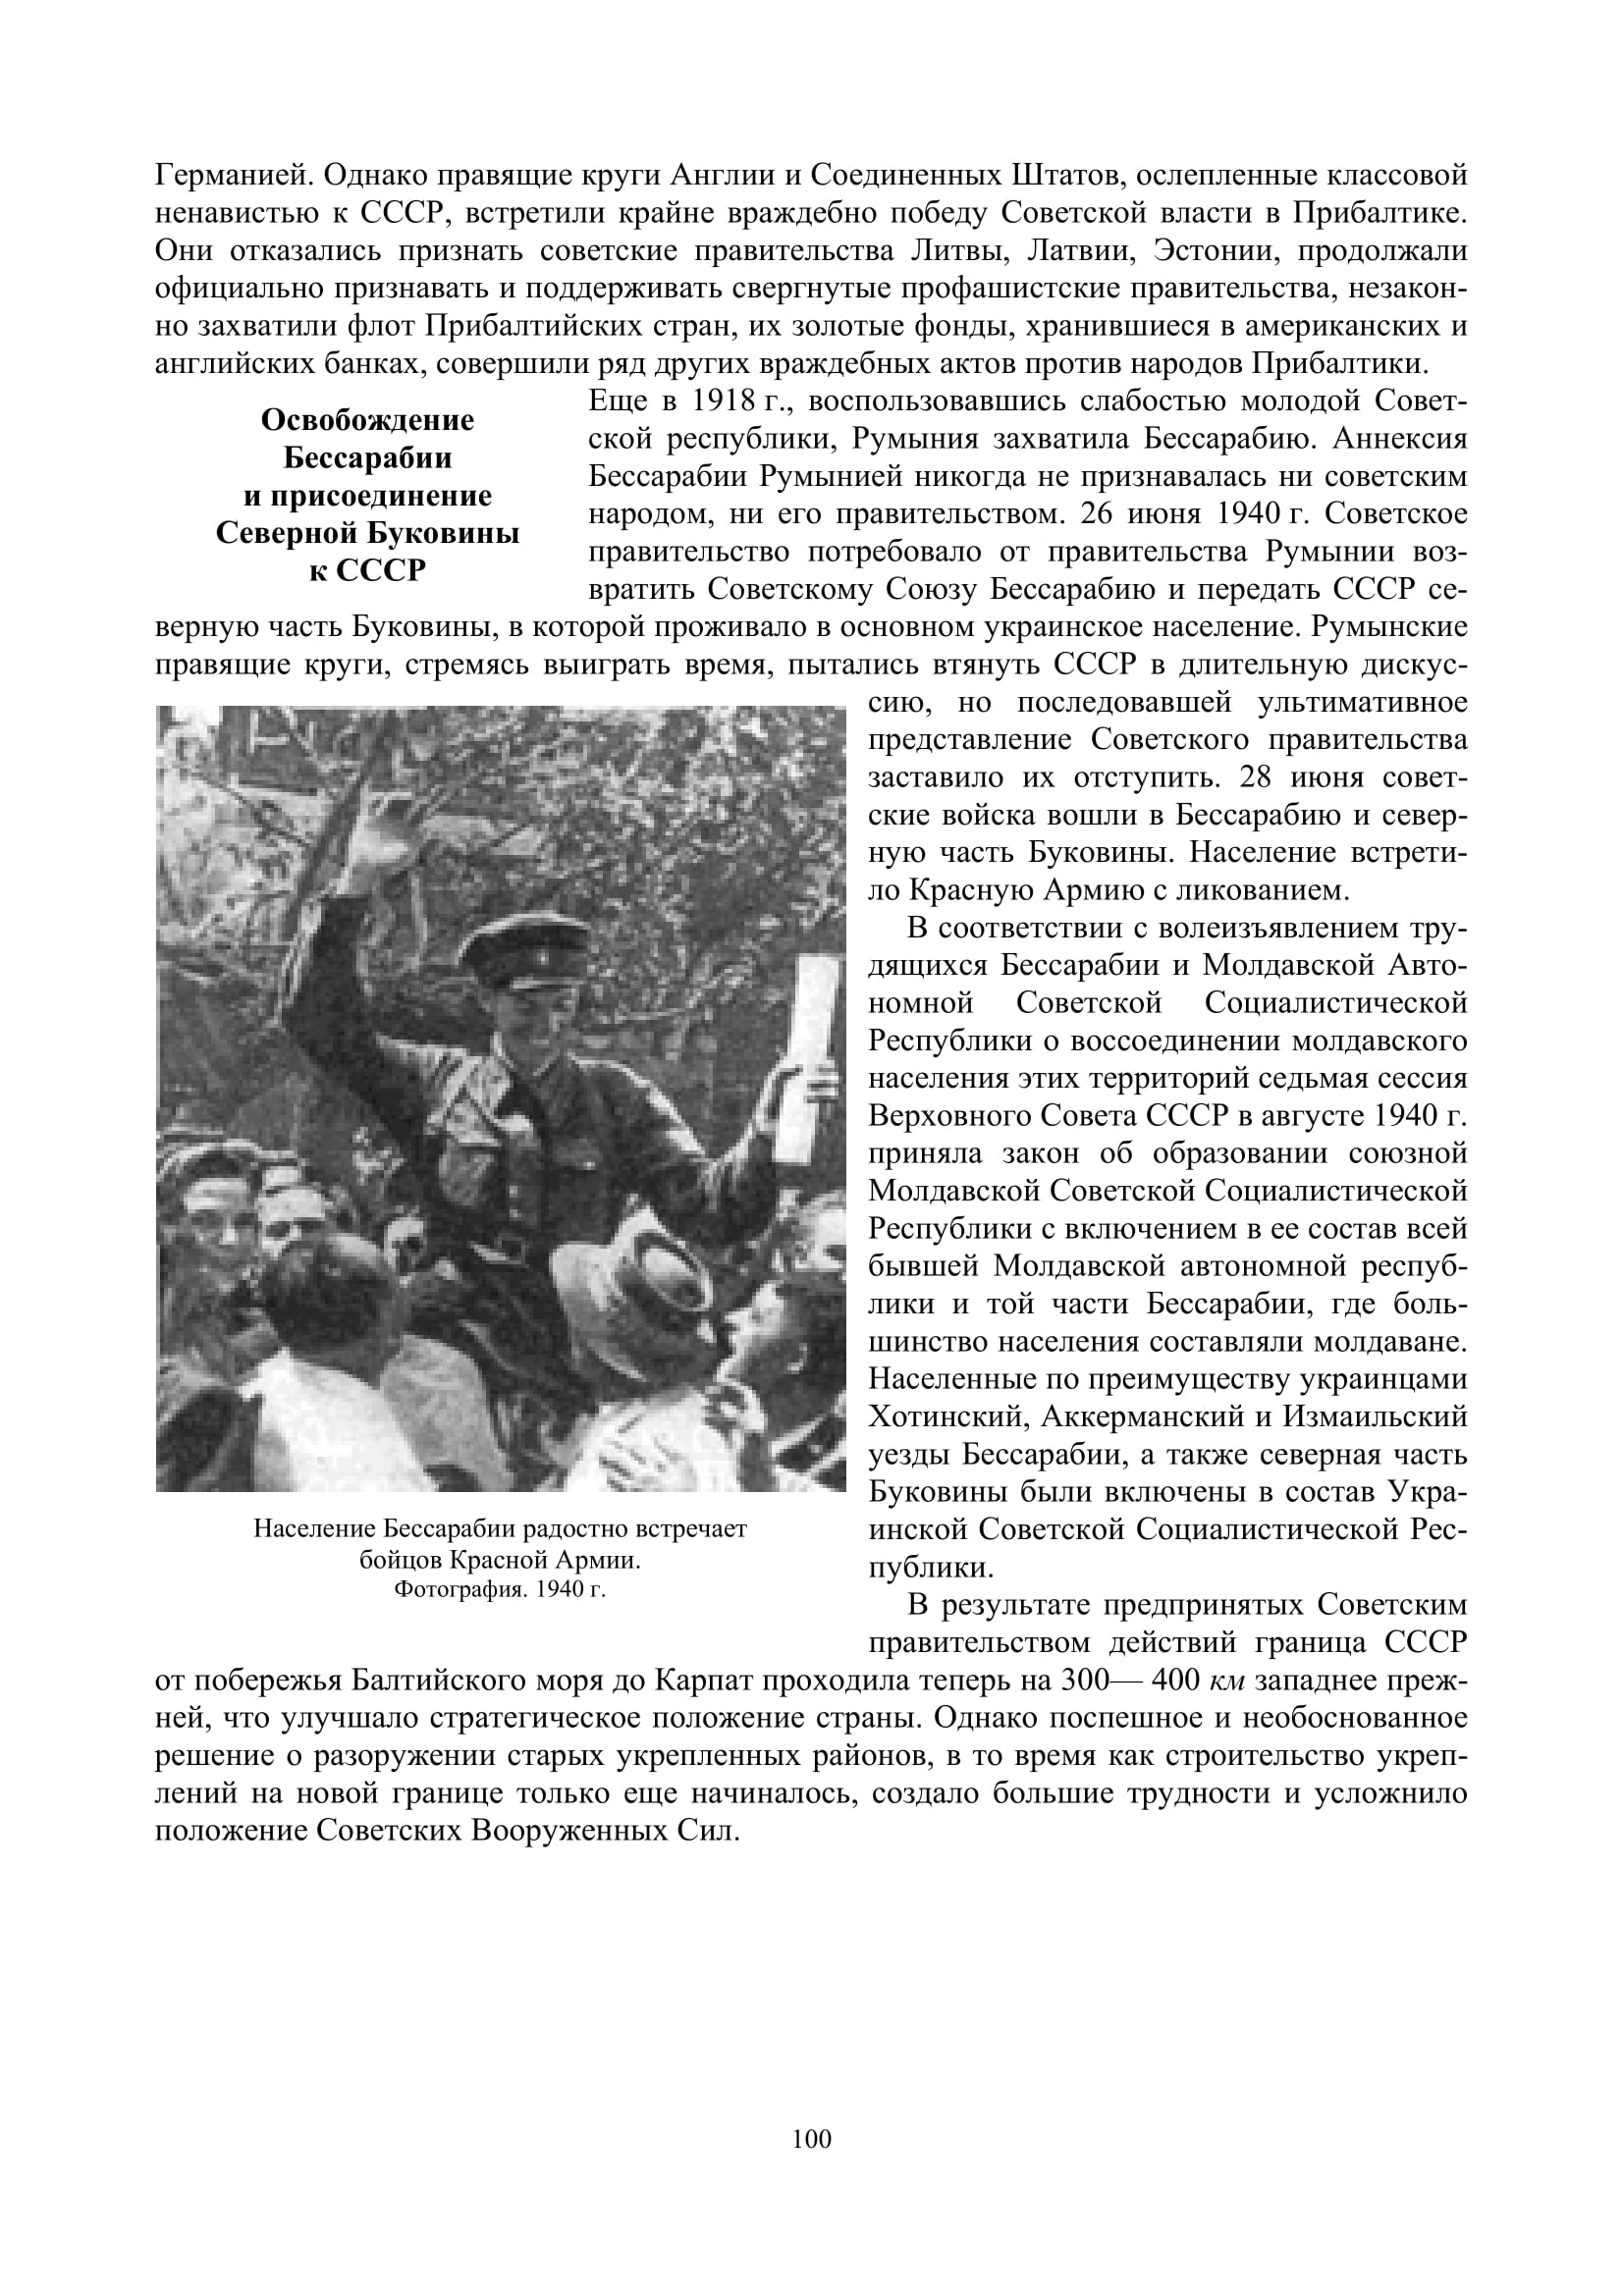 Германией. Однако правящие круги Англии и Соединенных Штатов, ослепленные классовой
ненавистью к СССР, встретили крайне враждебно победу Советской власти в Прибалтике.
Они отказались признать советские правительства Литвы, Латвии, Эстонии, продолжали
официально признавать и поддерживать свергнутые профашистские правительства, незакон-
но захватили флот Прибалтийских стран, их золотые фонды, хранившиеся в американских и
английских банках, совершили ряд других враждебных актов против народов Прибалтики.
Освобождение
Бессарабии
и присоединение
Северной Буковины
к СССР
Еще в 1918 г., воспользовавшись слабостью молодой Совет-
ской республики, Румыния захватила Бессарабию. Аннексия
Бессарабии Румынией никогда не признавалась ни советским
народом, ни его правительством. 26 июня 1940 г. Советское
правительство потребовало от правительства Румынии воз-
вратить Советскому Союзу Бессарабию и передать СССР се-
верную часть Буковины, в которой проживало в основном украинское население. Румынские
правящие круги, стремясь выиграть время, пытались втянуть СССР в длительную дискус-
сию, но последовавшей ультимативное
представление Советского правительства
заставило их отступить. 28 июня совет-
ские войска вошли в Бессарабию и север-
ную часть Буковины. Население встрети-
ло Красную Армию с ликованием.
В соответствии с волеизъявлением тру-
дящихся Бессарабии и Молдавской Авто-
номной Советской Социалистической
Республики о воссоединении молдавского
населения этих территорий седьмая сессия
Верховного Совета СССР в августе 1940 г.
приняла закон об образовании союзной
Молдавской Советской Социалистической
Республики с включением в ее состав всей
бывшей Молдавской автономной респуб-
лики и той части Бессарабии, где боль-
шинство населения составляли молдаване.
Населенные по преимуществу украинцами
Хотинский, Аккерманский и Измаильский
уезды Бессарабии, а также северная часть
Буковины были включены в состав Укра-
инской Советской Социалистической Рес-
публики.
Население Бессарабии радостно встречает
бойцов Красной Армии.
Фотография. 1940 г.
В результате предпринятых Советским
правительством действий граница СССР
от побережья Балтийского моря до Карпат проходила теперь на 300— 400 км западнее преж-
ней, что улучшало стратегическое положение страны. Однако поспешное и необоснованное
решение о разоружении старых укрепленных районов, в то время как строительство укреп-
лений на новой границе только еще начиналось, создало большие трудности и усложнило
положение Советских Вооруженных Сил.
100